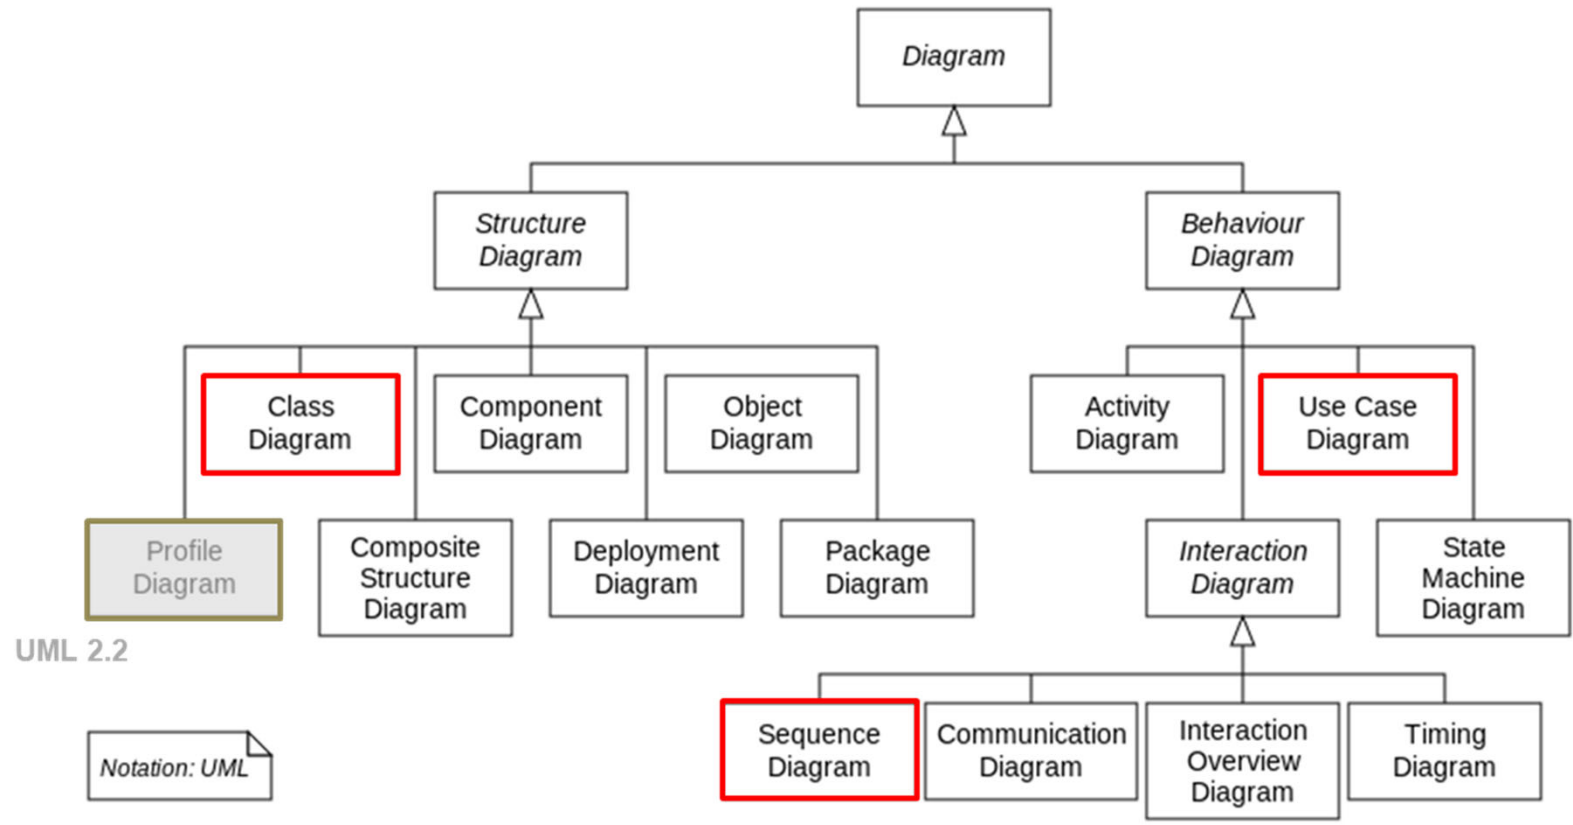 Diagram
Structure
Diagram
Behaviour
Diagram
Class
Diagram
Component
Diagram
Object
Diagram
Activity
Diagram
Use Case
Diagram
Profile
Diagram
Composite
Structure
Diagram
Deployment
Diagram
Package
Diagram
Interaction
Diagram
State
Machine
Diagram
UML 2.2
Sequence
Diagram
Communication
Diagram
Interaction
Overview
Diagram
Timing
Diagram
Notation: UML